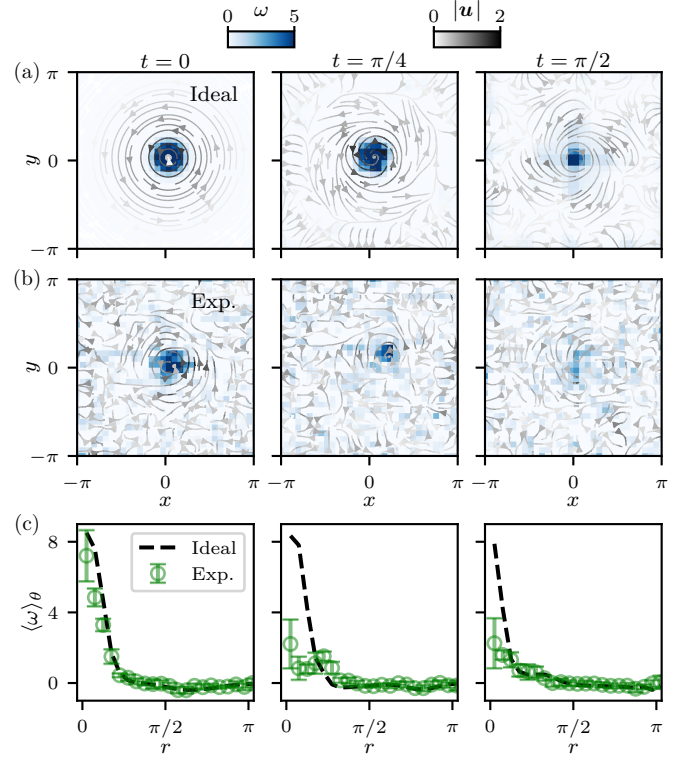 ω |u|
0 5 0 2
t = 0 t = π/4 t = π/2
(a) π Ideal
y 0
−π
(b) π Exp.
y 0
−π
−π 0 π −π 0 π −π 0 π
x x x
(c) 8
Ideal
Exp.
⟨ω⟩θ 4
0
0 π/2 π 0 π/2 π 0 π/2 π
r r r